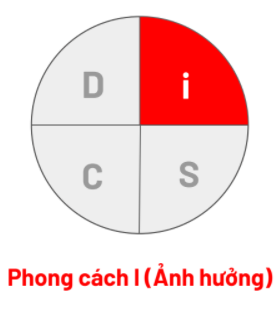 D i
C S
Phong cách I (Ảnh hưởng)